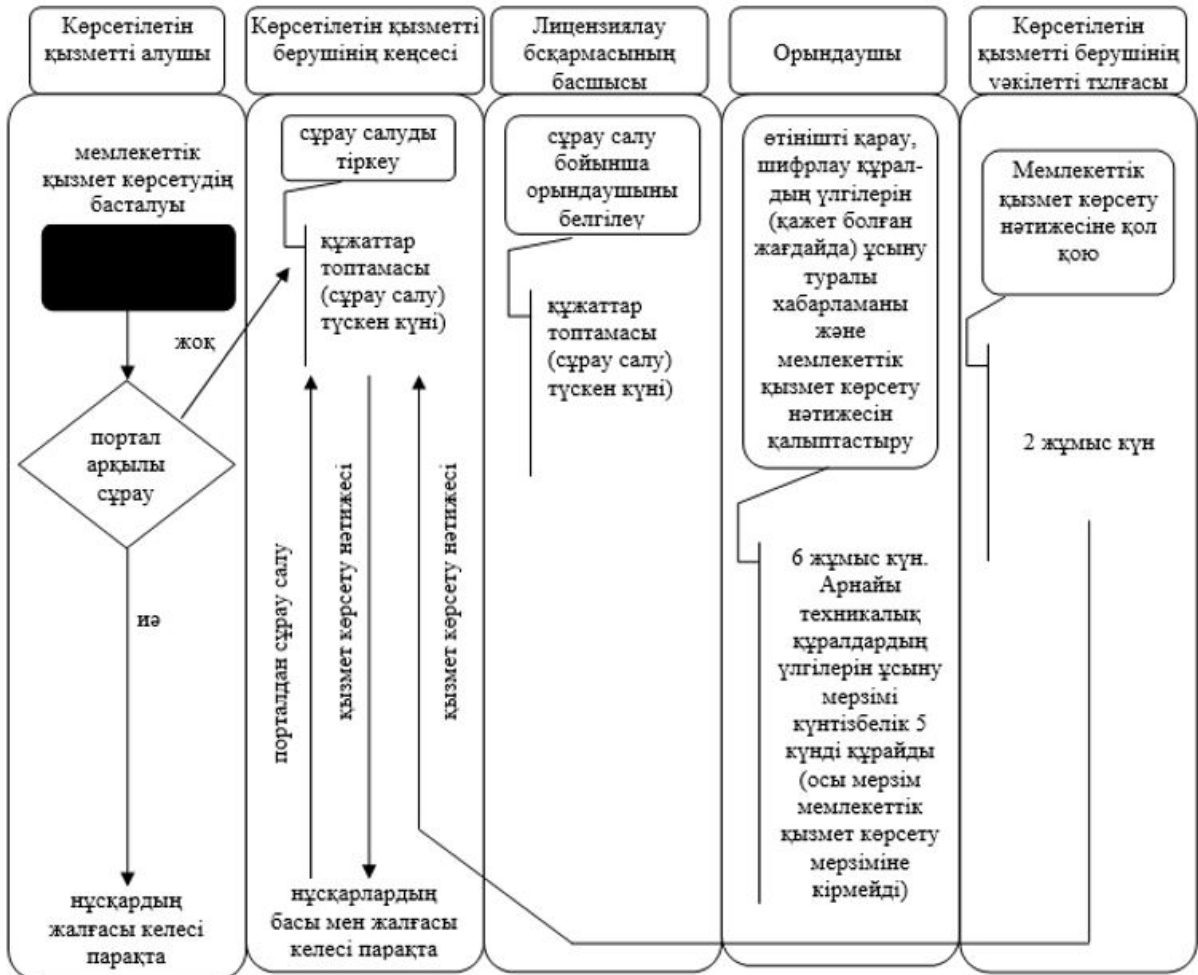 Көрсетілетін
қызметті алушы
Көрсетілетін қызметті
берушінің кеңсесі
Лицензиялау
бсқармасының
басшысы
Орындаушы
Көрсетілетін
қызметті берушінің
уәкілетті тұлғасы
мемлекеттік
қызмет көрсетудің
басталуы
жоқ
портал
арқылы
сұрау
иә
нұсқардың
жалғасы келесі
парақта
сұрау салуды
тіркеу
құжаттар
топтамасы
(сұрау салу)
түскен күні)
порталдан сұрау салу
қызмет көрсету нәтижесі
қызмет көрсету нәтижесі
нұсқарлардың
басы мен жалғасы
келесі парақта
сұрау салу
бойынша
орындаушыны
белгілеу
құжаттар
топтамасы
(сұрау салу)
түскен күні)
өтінішті қарау,
шифрлау құрал-
дың үлгілерін
(қажет болған
жағдайда) ұсыну
туралы
хабарламаны
және
мемлекеттік
қызмет көрсету
нәтижесін
қалыптастыру
6 жұмыс күн.
Арнайы
техникалық
құралдардың
үлгілерін ұсыну
мерзімі
күнтізбелік 5
күнді құрайды
(осы мерзім
мемлекеттік
қызмет көрсету
мерзіміне
кірмейді)
Мемлекеттік
қызмет көрсету
нәтижесіне қол
қою
2 жұмыс күн